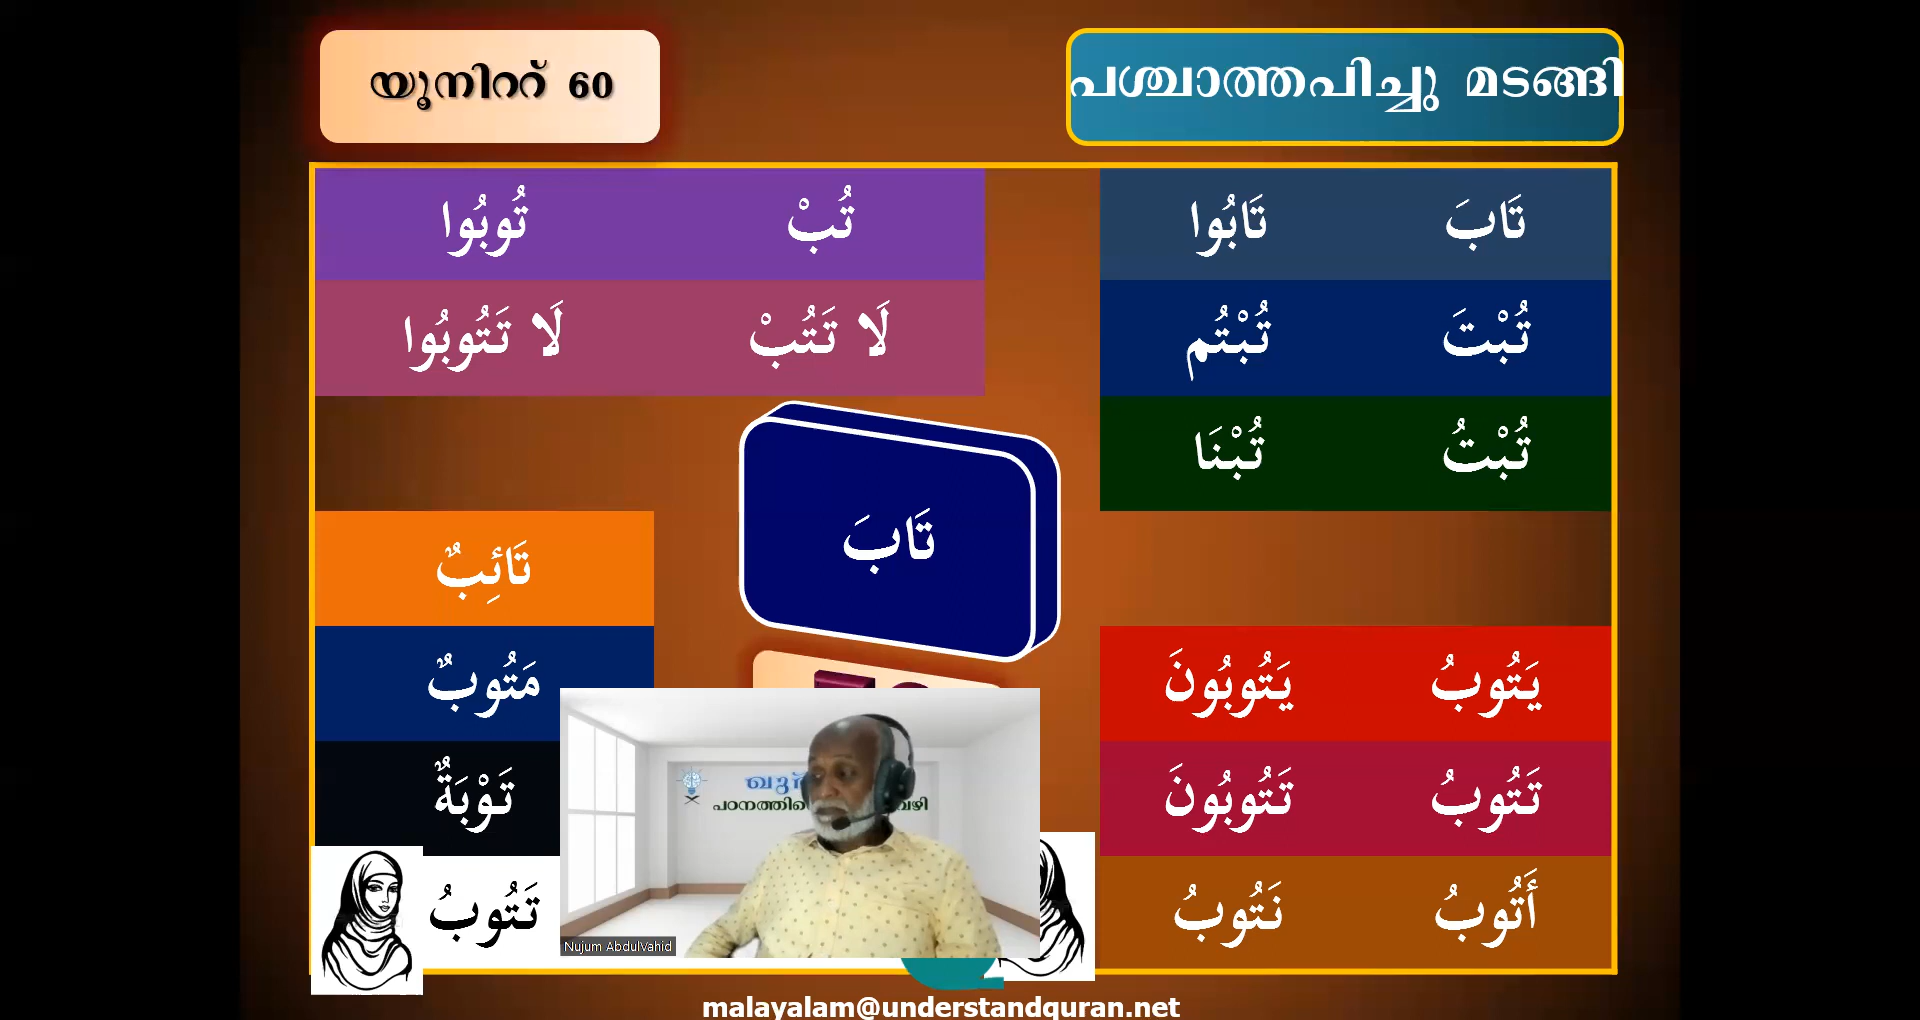 യൂനിററ് 60
പശ്ചാത്തപിച്ചു മടങ്ങി
تَابَ تَابُوا
تُبْتَ تُبْتُم
تُبْتُ تُبْنَا
تُبْ تُوبُوا
لَا تَتُبْ لَا تَتُوبُوا
تَابَ
تَائِبٌ
مَتُوبٌ
تَوْبَةٌ
تَتُوبُ
يَتُوبُ يَتُوبُونَ
تَتُوبُ تَتُوبُونَ
أَتُوبُ نَتُوبُ
Nujum AbdulVahid
malayalam@understandquran.net